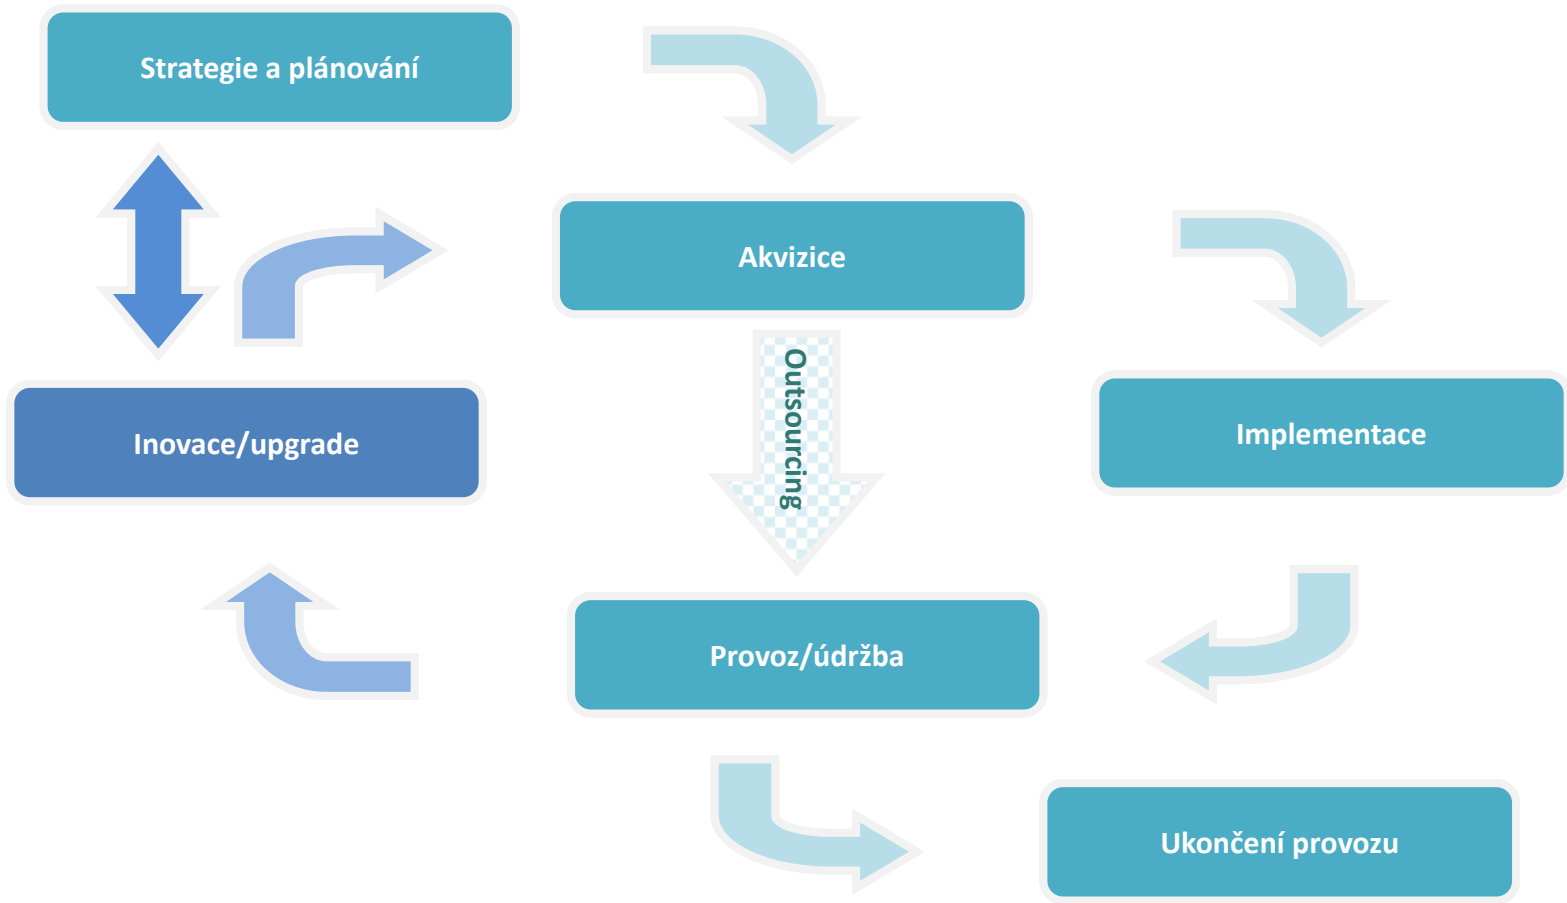 Strategie a plánování
Akvizice
Outsourcing
Inovace/upgrade
Implementace
Provoz/údržba
Ukončení provozu